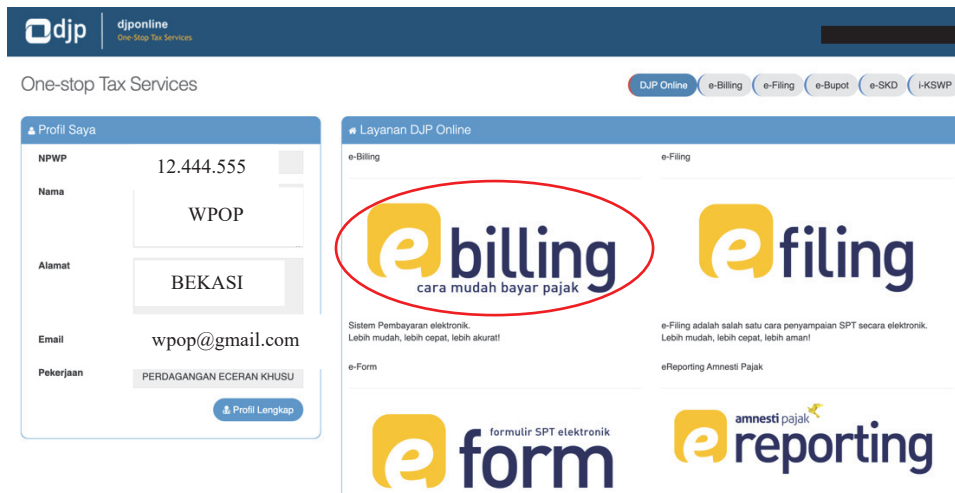 djp
djponline
One-Stop Tax Services
One-stop Tax Services
DJP Online
e-Billing
e-Filing
e-Bupot
e-SKD
i-KSWP
Profil Saya
NPWP
12.444.555
Nama
WPOP
Alamat
BEKASI
Email
wpop@gmail.com
Pekerjaan
PERDAGANGAN ECERAN KHUSU
Profil Lengkap
Layanan DJP Online
e-Billing
e billing
cara mudah bayar pajak
Sistem Pembayaran elektronik.
Lebih mudah, lebih cepat, lebih akurat!
e-Filing
e filing
e-Filing adalah salah satu cara penyampaian SPT secara elektronik.
Lebih mudah, lebih cepat, lebih aman!
e-Form
formulir SPT elektronik
e form
eReporting Amnesti Pajak
amnesti pajak
e reporting